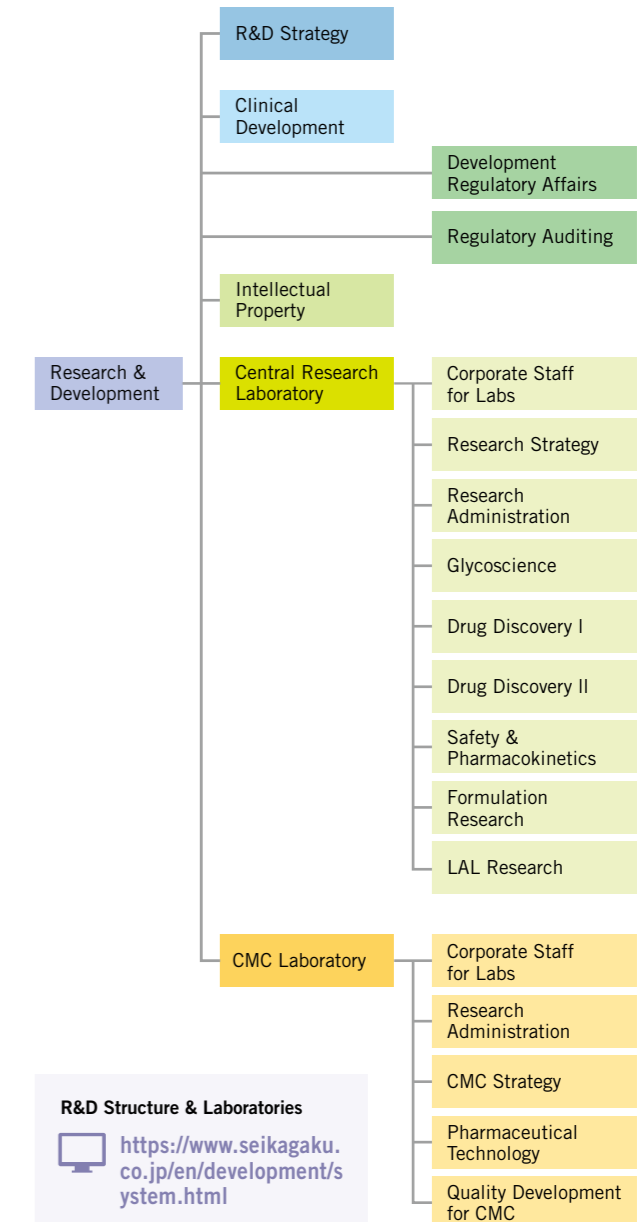 R&D Strategy
Clinical
Development
Development
Regulatory Affairs
Regulatory Auditing
Intellectual
Property
Research &
Development
Central Research
Laboratory
Corporate Staff
for Labs
Research Strategy
Research
Administration
Glycoscience
Drug Discovery I
Drug Discovery II
Safety &
Pharmacokinetics
Formulation
Research
LAL Research
CMC Laboratory
Corporate Staff
for Labs
Research
Administration
CMC Strategy
Pharmaceutical
Technology
Quality Development
for CMC
R&D Structure & Laboratories
https://www.seikagaku.
co.jp/en/development/s
ystem.html